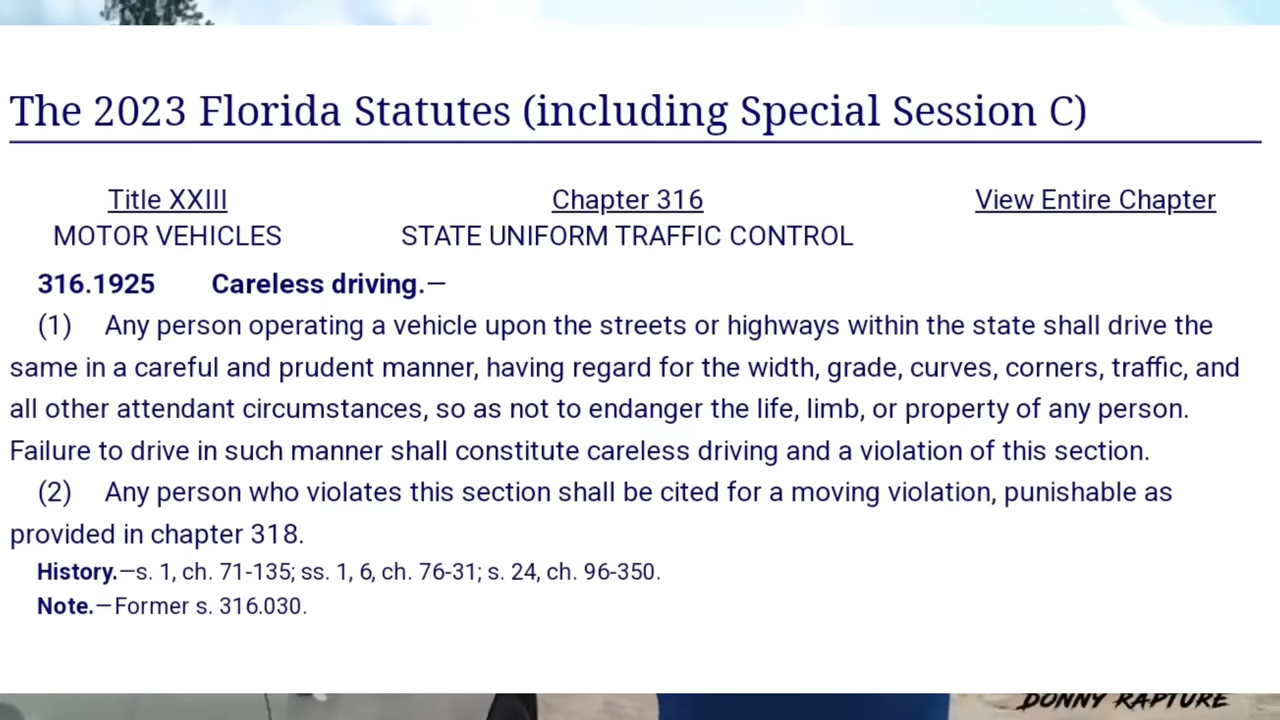 The 2023 Florida Statutes (including Special Session C)
Title XXIII Chapter 316 View Entire Chapter
MOTOR VEHICLES STATE UNIFORM TRAFFIC CONTROL
316.1925 Careless driving.—
(1) Any person operating a vehicle upon the streets or highways within the state shall drive the
same in a careful and prudent manner, having regard for the width, grade, curves, corners, traffic, and
all other attendant circumstances, so as not to endanger the life, limb, or property of any person.
Failure to drive in such manner shall constitute careless driving and a violation of this section.
(2) Any person who violates this section shall be cited for a moving violation, punishable as
provided in chapter 318.
History.—s. 1, ch. 71-135; ss. 1, 6, ch. 76-31; s. 24, ch. 96-350.
Note.—Former s. 316.030.
DONNY RAPTURE